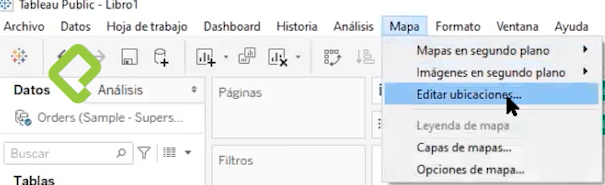 Tableau Public - Libro1
Archivo Datos Hoja de trabajo Dashboard Historia Análisis Mapa Formato Ventana Ayuda
Mapas en segundo plano
Imágenes en segundo plano
Editar ubicaciones...
Leyenda de mapa
Capas de mapas...
Opciones de mapa...
Datos Análisis
Orders (Sample - Supers...
Buscar
Tablas
Páginas
Filtros